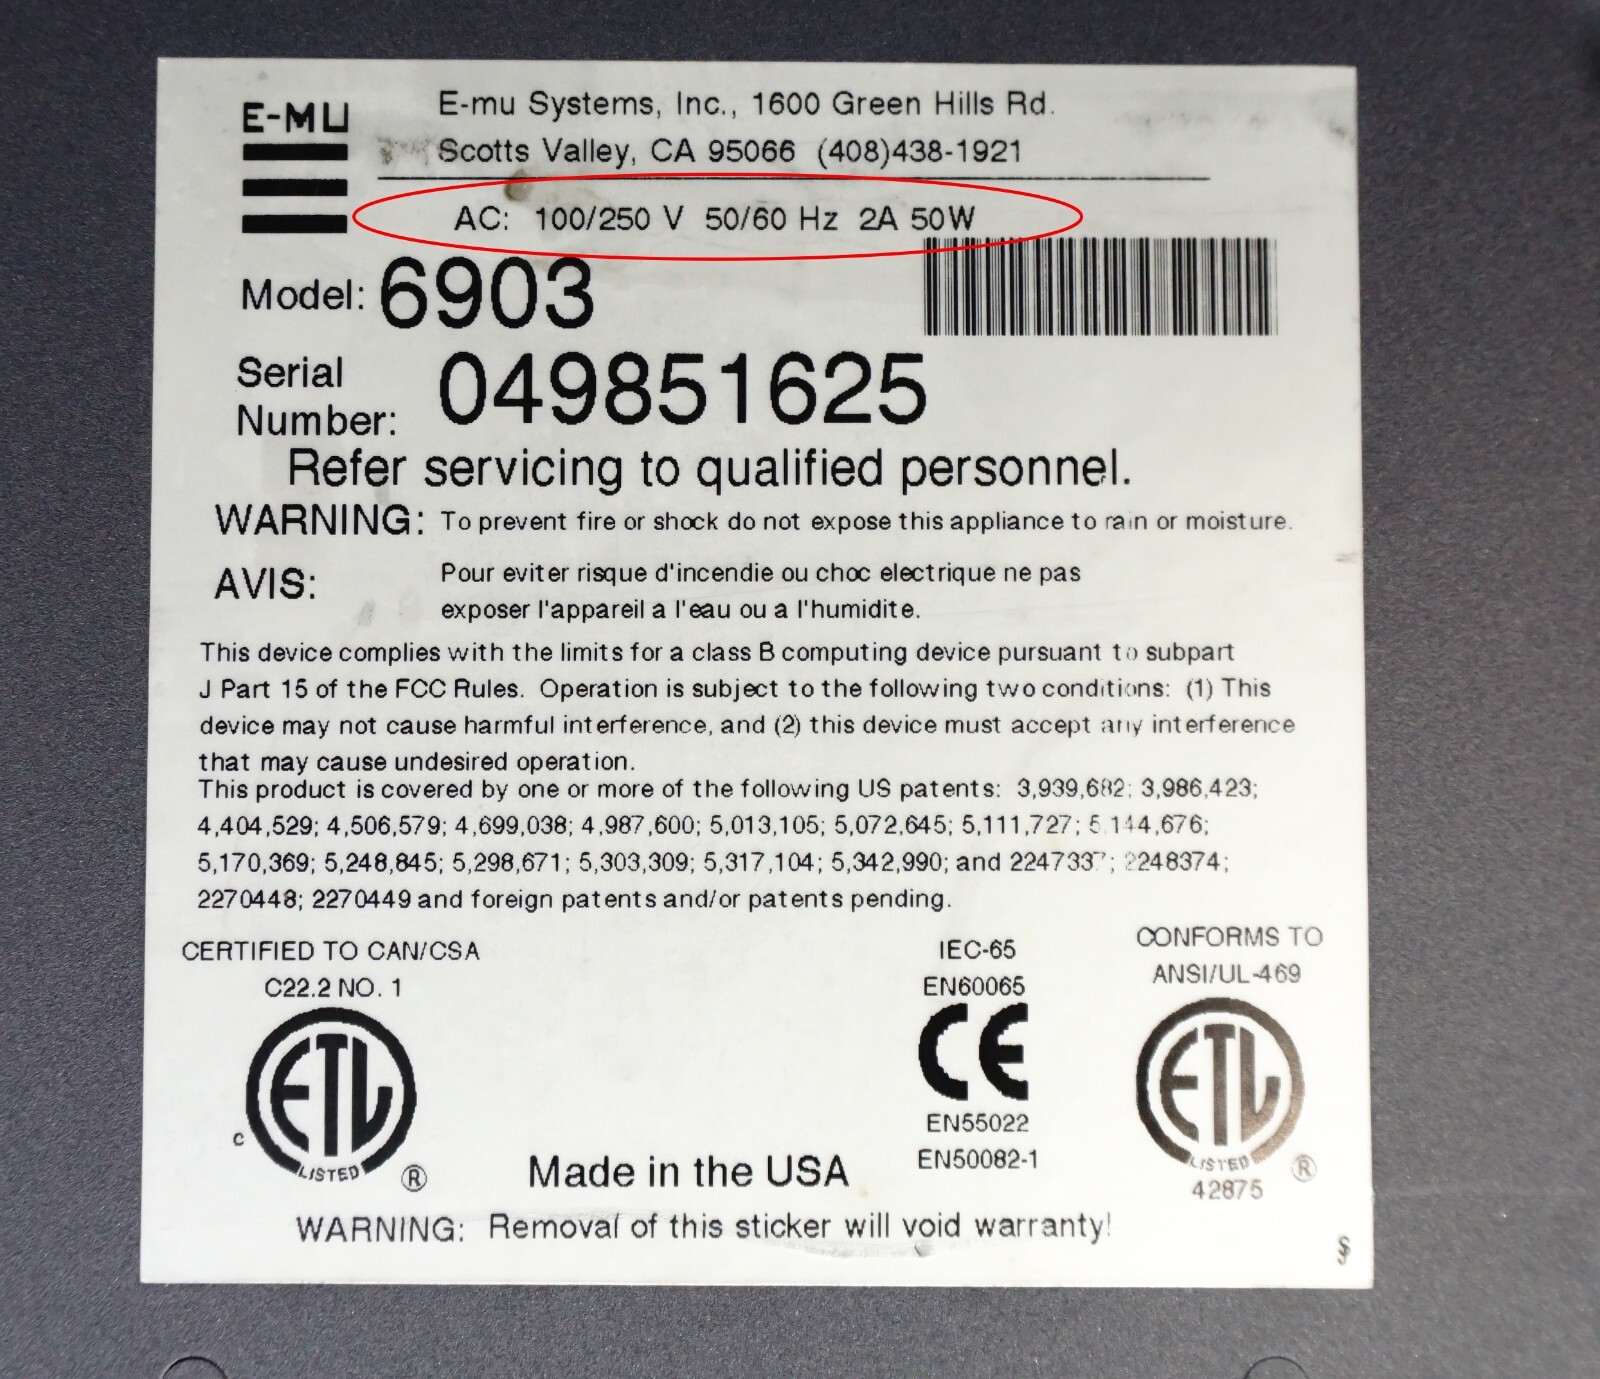 E-MU
E-mu Systems, Inc., 1600 Green Hills Rd.
Scotts Valley, CA 95066 (408)438-1921
AC: 100/250 V 50/60 Hz 2A 50W
Model: 6903
Serial
Number: 049851625
Refer servicing to qualified personnel.
WARNING: To prevent fire or shock do not expose this appliance to rain or moisture.
AVIS: Pour eviter risque d'incendie ou choc electrique ne pas
exposer l'appareil a l'eau ou a l'humidite.
This device complies with the limits for a class B computing device pursuant to subpart
J Part 15 of the FCC Rules. Operation is subject to the following two conditions: (1) This
device may not cause harmful interference, and (2) this device must accept any interference
that may cause undesired operation.
This product is covered by one or more of the following US patents: 3,939,682; 3,986,423;
4,404,529; 4,506,579; 4,699,038; 4,987,600; 5,013,105; 5,072,645; 5,111,727; 5,144,676;
5,170,369; 5,248,845; 5,298,671; 5,303,309; 5,317,104; 5,342,990; and 2247337; 2248374;
2270448; 2270449 and foreign patents and/or patents pending.
CERTIFIED TO CAN/CSA
C22.2 NO. 1
c ETL LISTED ®
Made in the USA
IEC-65
EN60065
CE
EN55022
EN50082-1
CONFORMS TO
ANSI/UL-469
ETL LISTED ®
42875
WARNING: Removal of this sticker will void warranty!